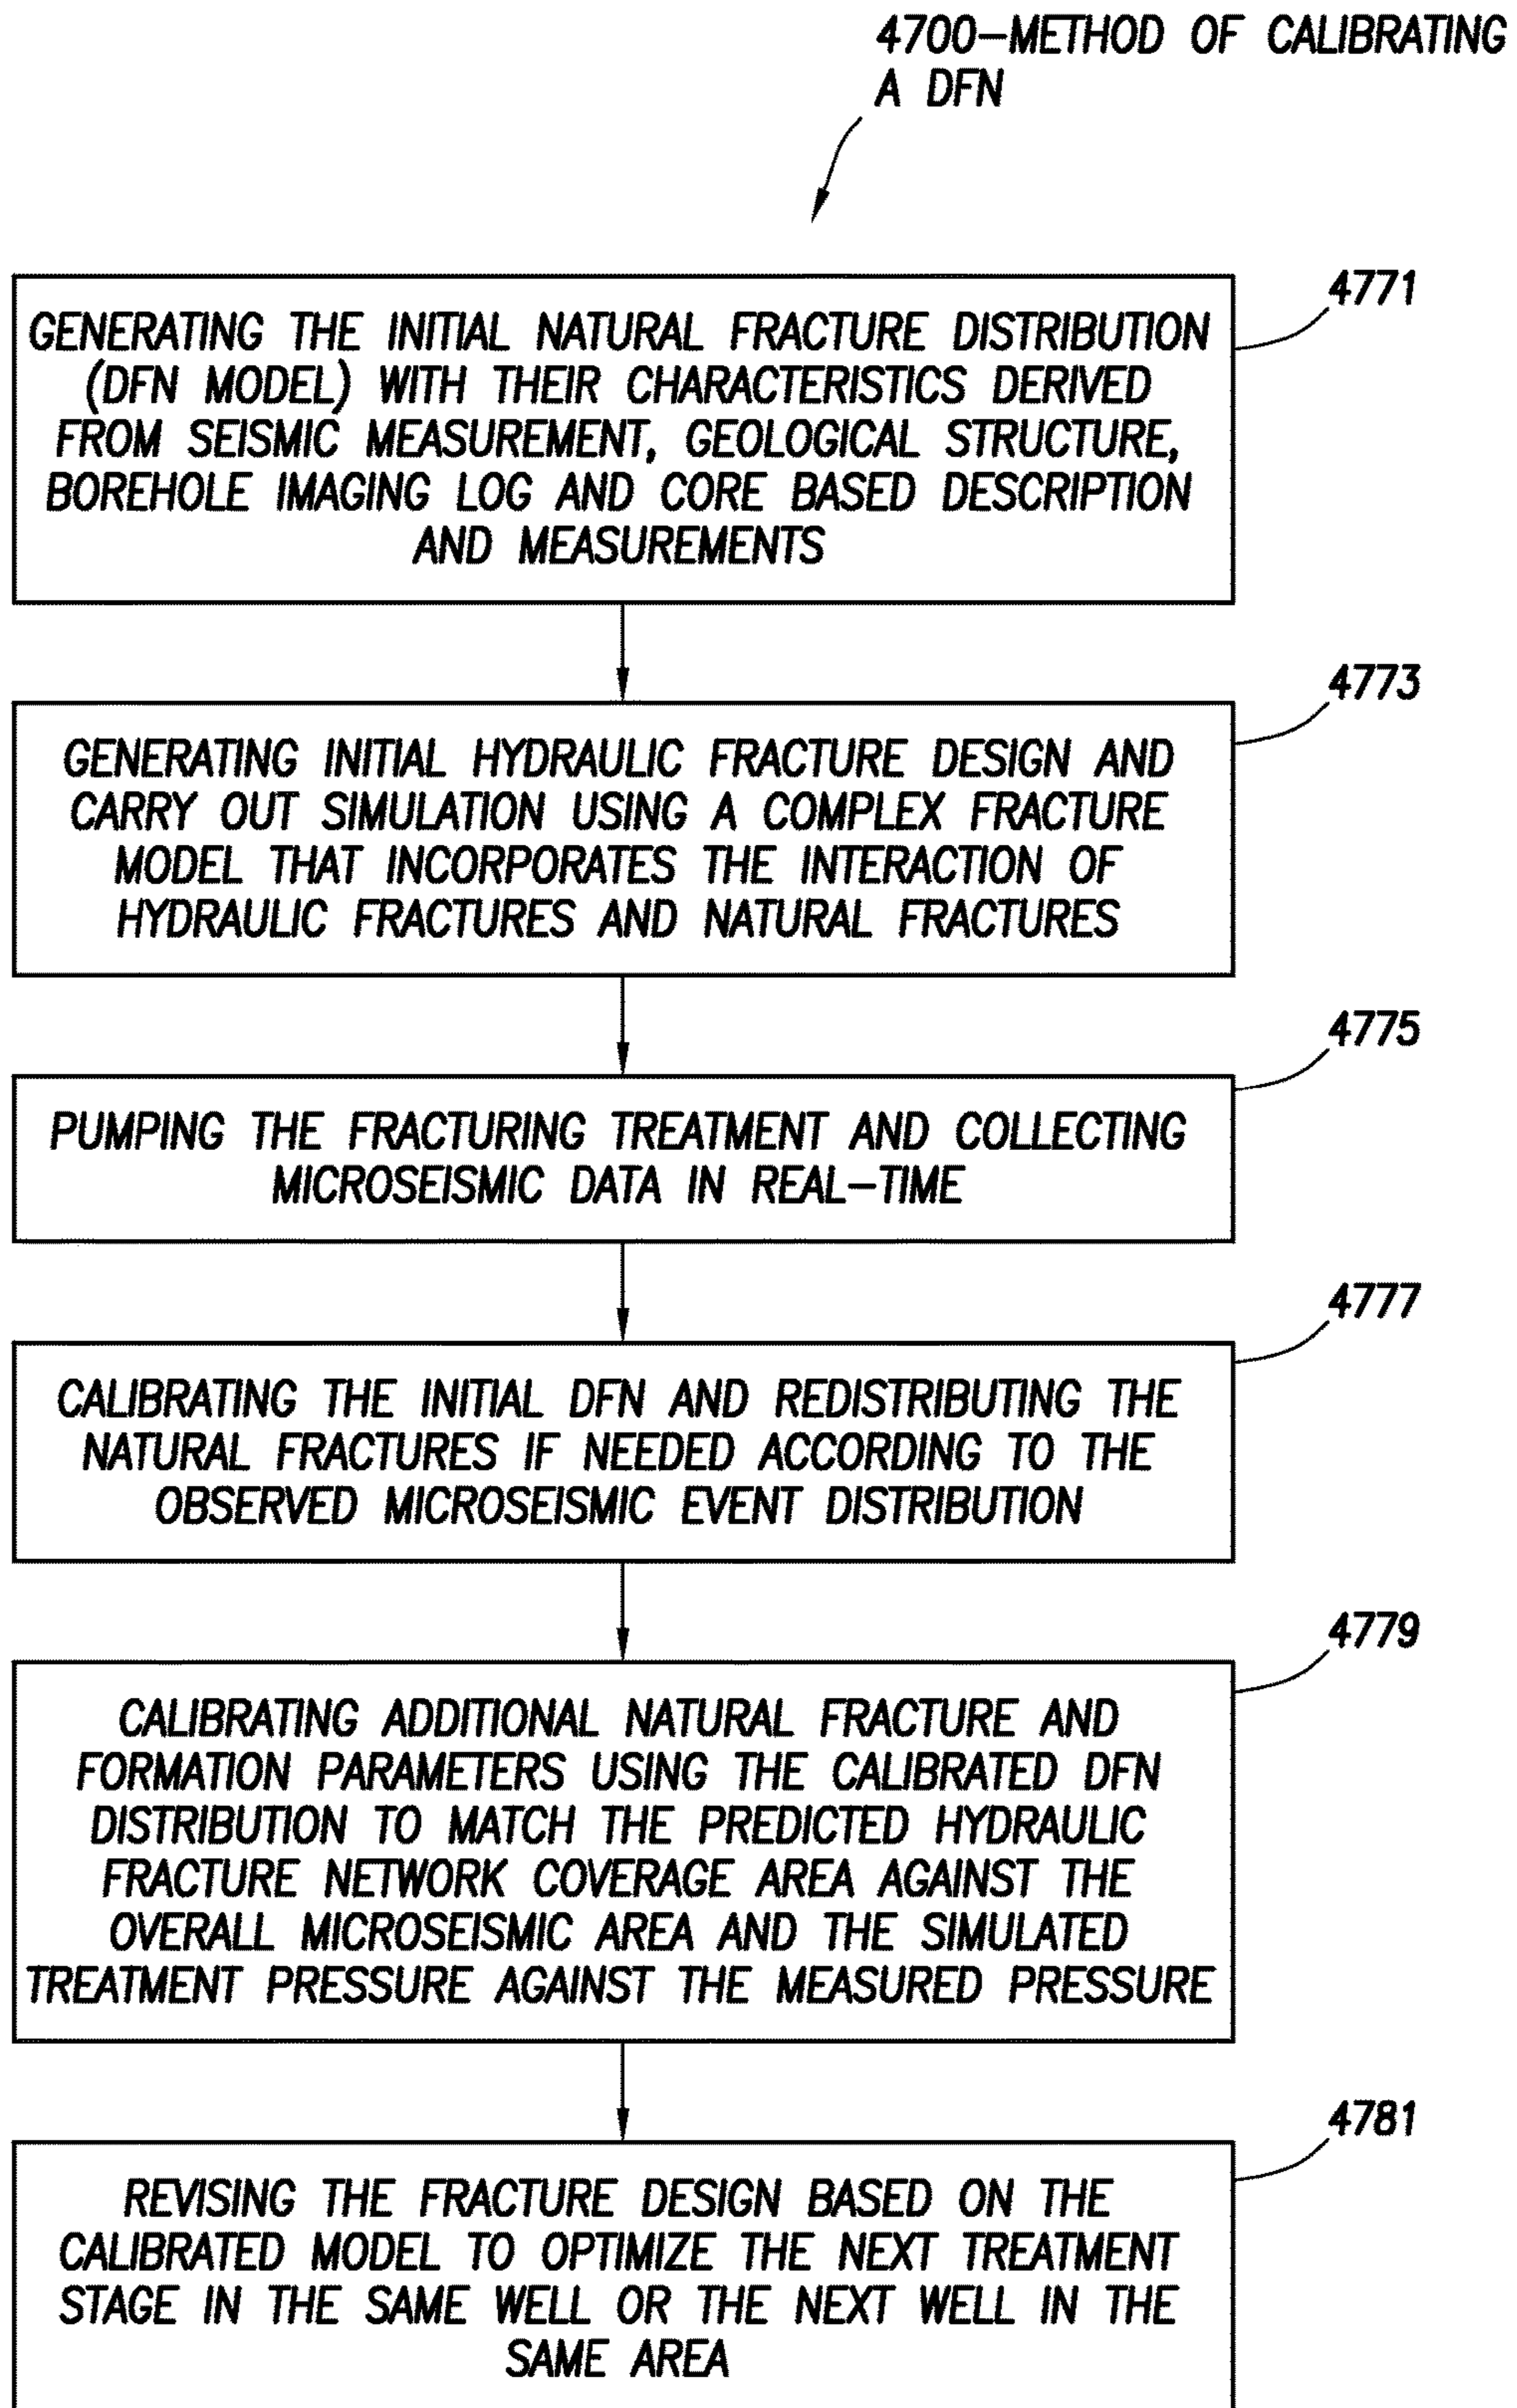 4700-METHOD OF CALIBRATING
A DFN
4771
GENERATING THE INITIAL NATURAL FRACTURE DISTRIBUTION
(DFN MODEL) WITH THEIR CHARACTERISTICS DERIVED
FROM SEISMIC MEASUREMENT, GEOLOGICAL STRUCTURE,
BOREHOLE IMAGING LOG AND CORE BASED DESCRIPTION
AND MEASUREMENTS
4773
GENERATING INITIAL HYDRAULIC FRACTURE DESIGN AND
CARRY OUT SIMULATION USING A COMPLEX FRACTURE
MODEL THAT INCORPORATES THE INTERACTION OF
HYDRAULIC FRACTURES AND NATURAL FRACTURES
4775
PUMPING THE FRACTURING TREATMENT AND COLLECTING
MICROSEISMIC DATA IN REAL-TIME
4777
CALIBRATING THE INITIAL DFN AND REDISTRIBUTING THE
NATURAL FRACTURES IF NEEDED ACCORDING TO THE
OBSERVED MICROSEISMIC EVENT DISTRIBUTION
4779
CALIBRATING ADDITIONAL NATURAL FRACTURE AND
FORMATION PARAMETERS USING THE CALIBRATED DFN
DISTRIBUTION TO MATCH THE PREDICTED HYDRAULIC
FRACTURE NETWORK COVERAGE AREA AGAINST THE
OVERALL MICROSEISMIC AREA AND THE SIMULATED
TREATMENT PRESSURE AGAINST THE MEASURED PRESSURE
4781
REVISING THE FRACTURE DESIGN BASED ON THE
CALIBRATED MODEL TO OPTIMIZE THE NEXT TREATMENT
STAGE IN THE SAME WELL OR THE NEXT WELL IN THE
SAME AREA